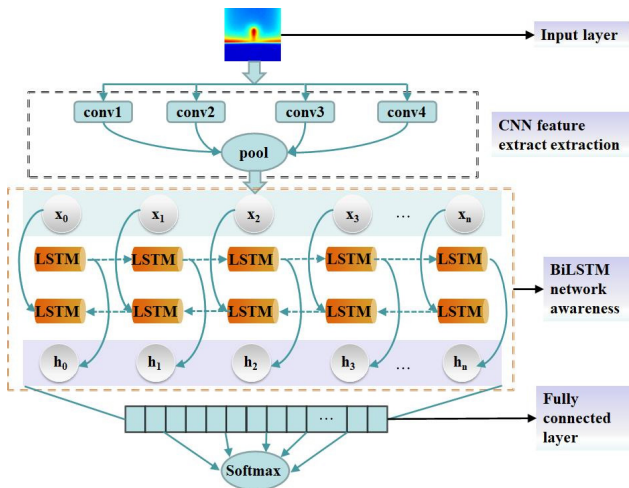 Input layer
conv1 conv2 conv3 conv4
CNN feature
extract extraction
pool
x0 x1 x2 x3 ... xn
LSTM LSTM LSTM LSTM LSTM
BiLSTM
network
awareness
LSTM LSTM LSTM LSTM LSTM
h0 h1 h2 h3 ... hn
Fully
connected
layer
...
Softmax